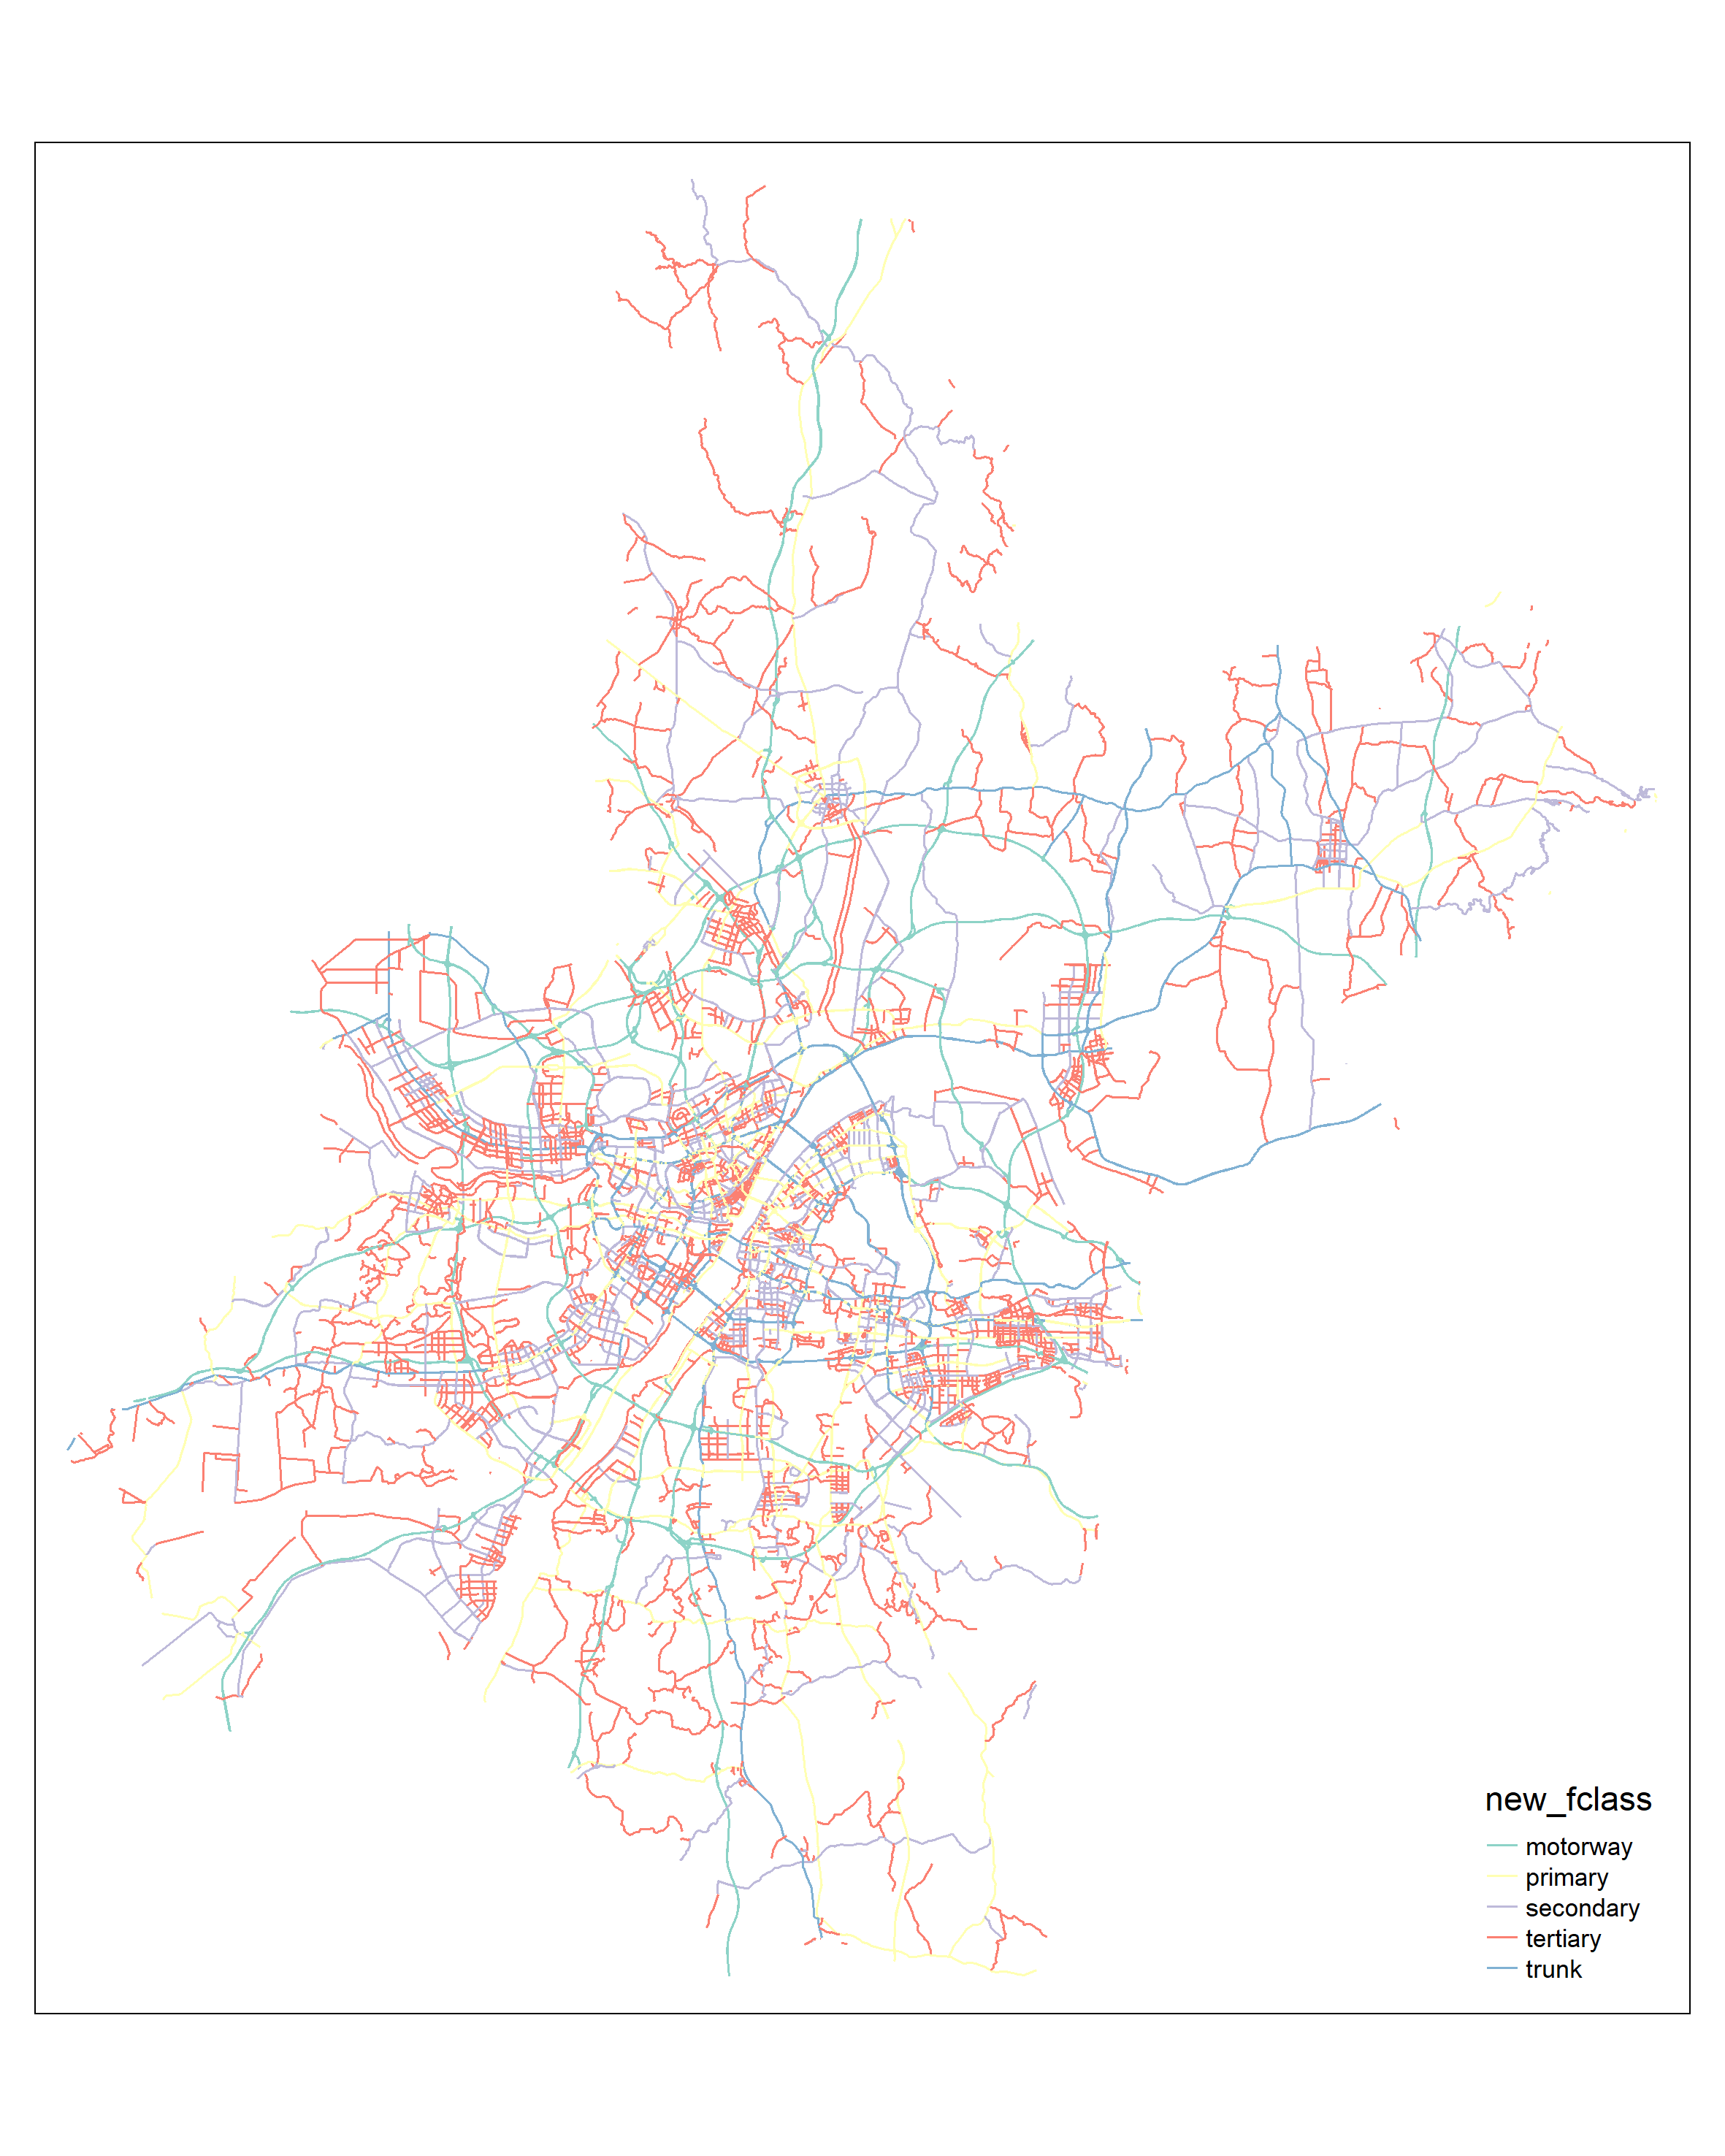 new_fclass
motorway
primary
secondary
tertiary
trunk